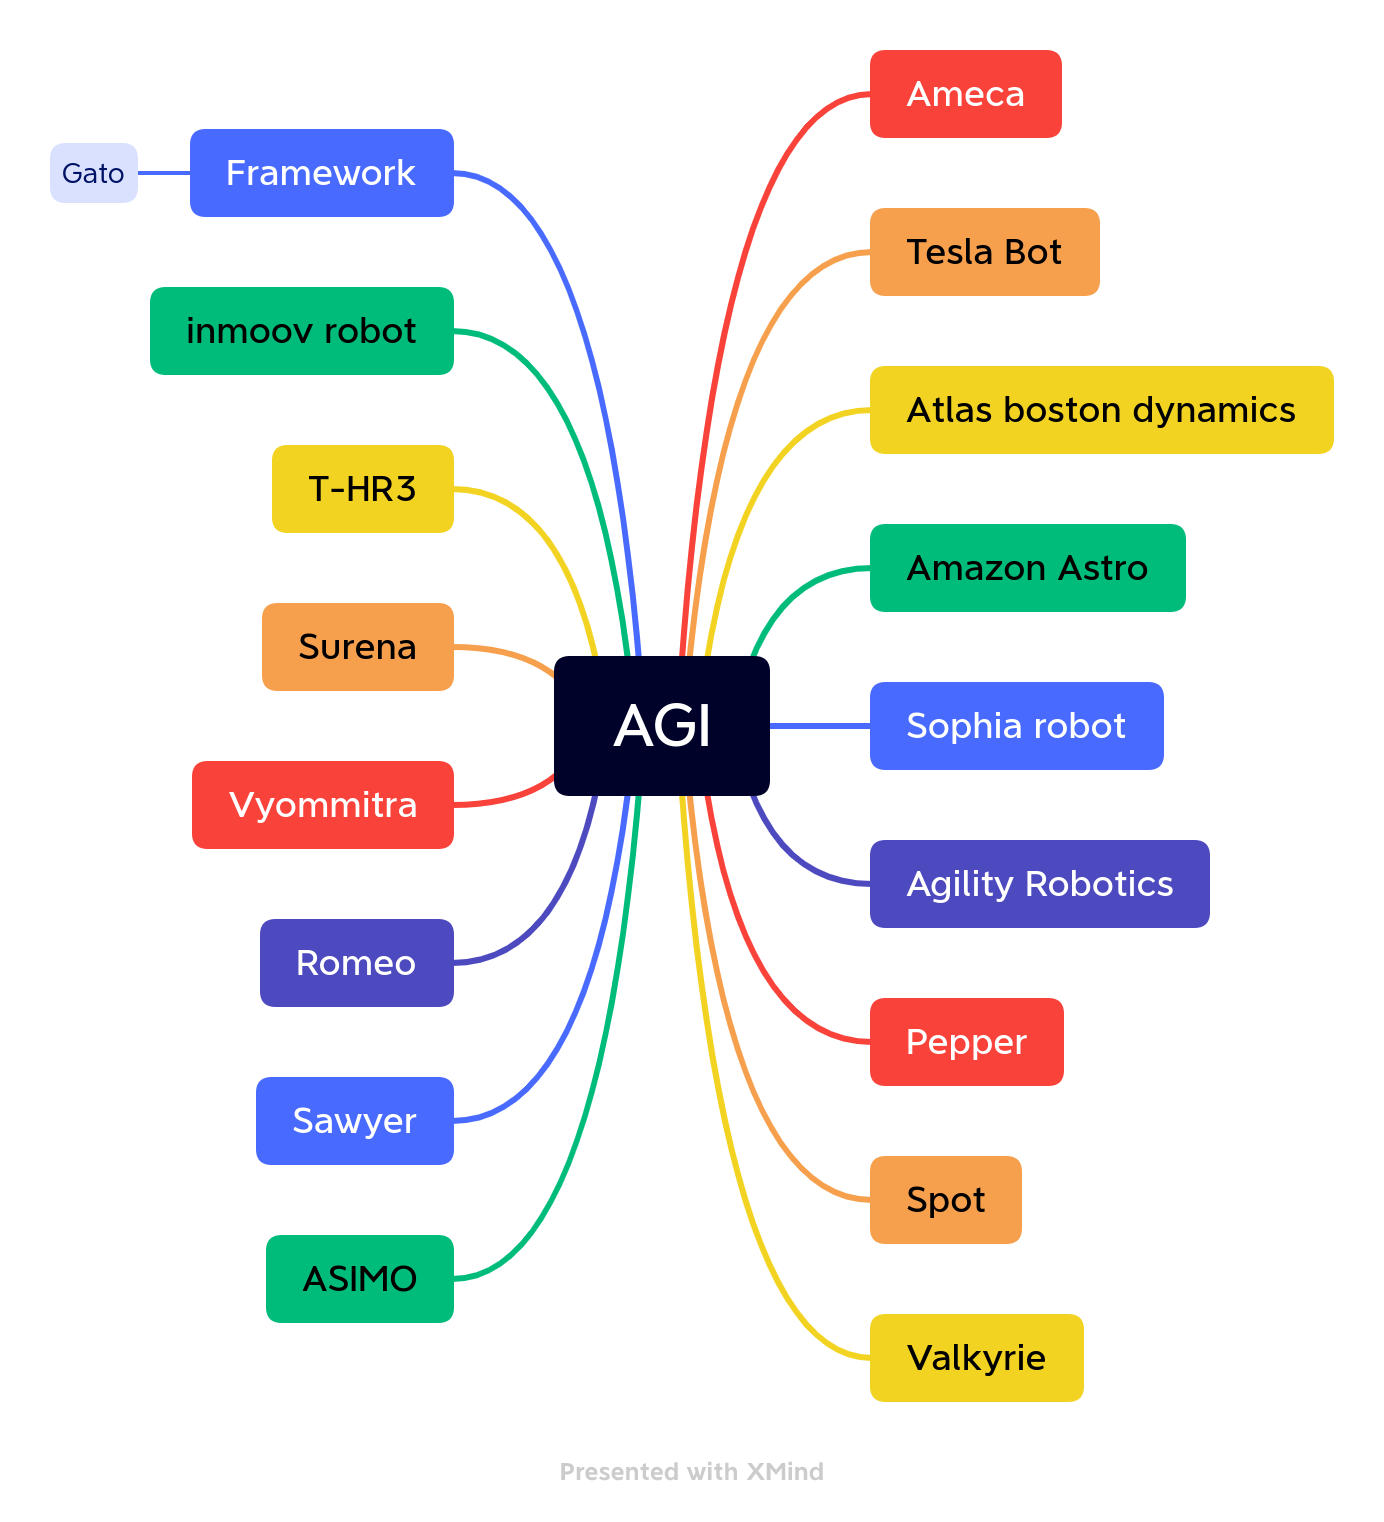 AGI
Ameca
Tesla Bot
Atlas boston dynamics
Amazon Astro
Sophia robot
Agility Robotics
Pepper
Spot
Valkyrie
Framework
Gato
inmoov robot
T-HR3
Surena
Vyommitra
Romeo
Sawyer
ASIMO
Presented with XMind